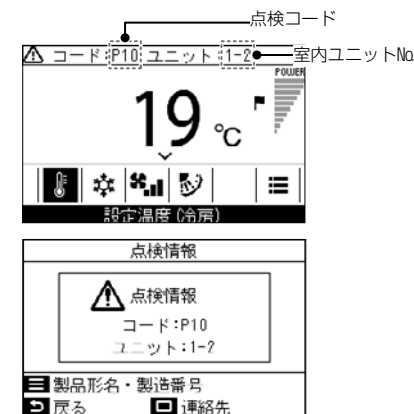 点検コード
コード:P10 ユニット:1-2
室内ユニットNo.
POWER
19 ℃
設定温度(冷房)
点検情報
点検情報
コード:P10
ユニット:1-2
製品形名・製造番号
戻る 連絡先